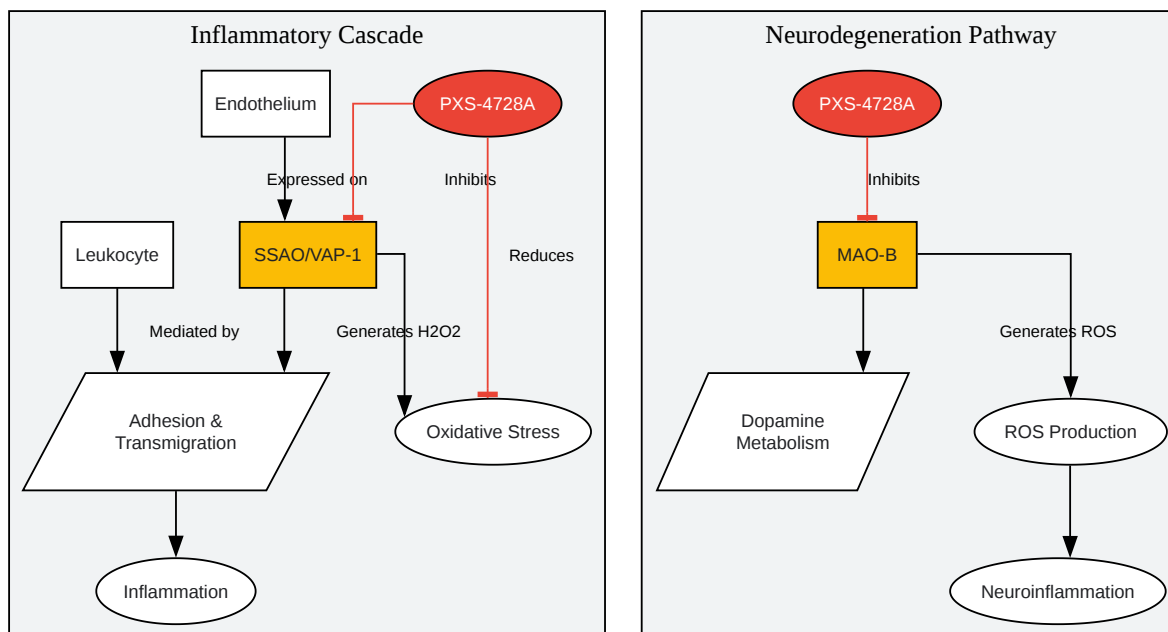 Inflammatory Cascade
Endothelium
PXS-4728A
Expressed on
Inhibits
Leukocyte
SSAO/VAP-1
Reduces
Mediated by
Generates H2O2
Adhesion &
Transmigration
Oxidative Stress
Inflammation
Neurodegeneration Pathway
PXS-4728A
Inhibits
MAO-B
Generates ROS
Dopamine
Metabolism
ROS Production
Neuroinflammation